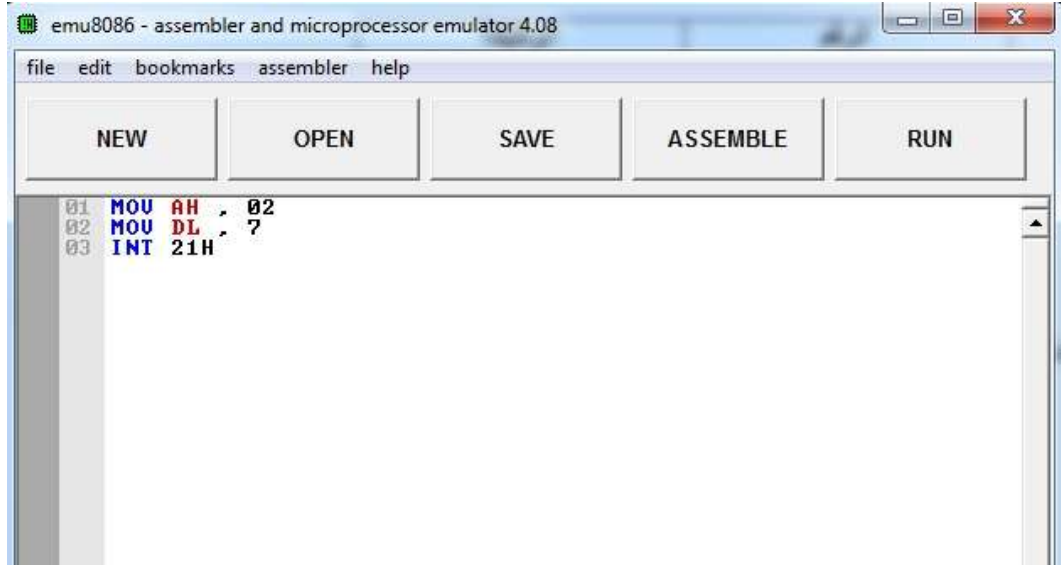 emu8086 - assembler and microprocessor emulator 4.08
file edit bookmarks assembler help
NEW OPEN SAVE ASSEMBLE RUN
01 MOV AH , 02
02 MOV DL , 7
03 INT 21H